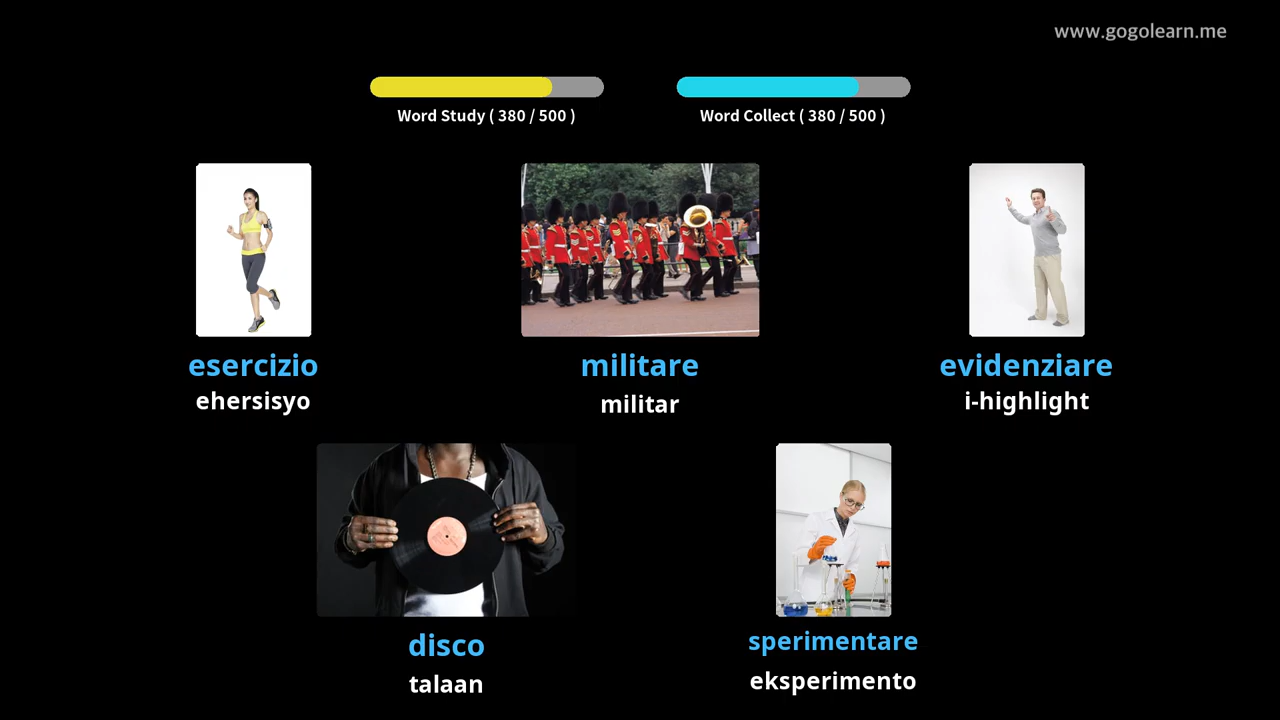 www.gogolearn.me
Word Study ( 380 / 500 )
Word Collect ( 380 / 500 )
esercizio
ehersisyo
militare
militar
evidenziare
i-highlight
disco
talaan
sperimentare
eksperimento